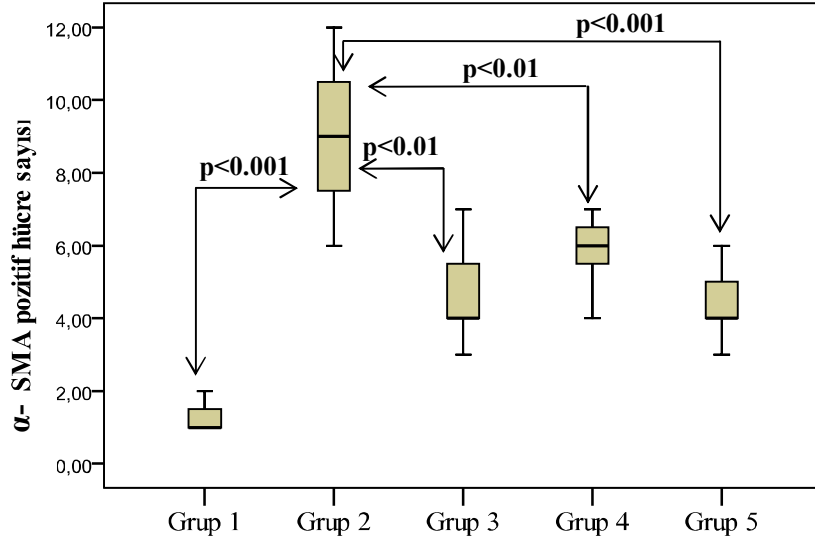 α- SMA pozitif hücre sayısı
12,00
10,00
8,00
6,00
4,00
2,00
0,00
p<0.001
p<0.01
p<0.01
p<0.001
Grup 1 Grup 2 Grup 3 Grup 4 Grup 5